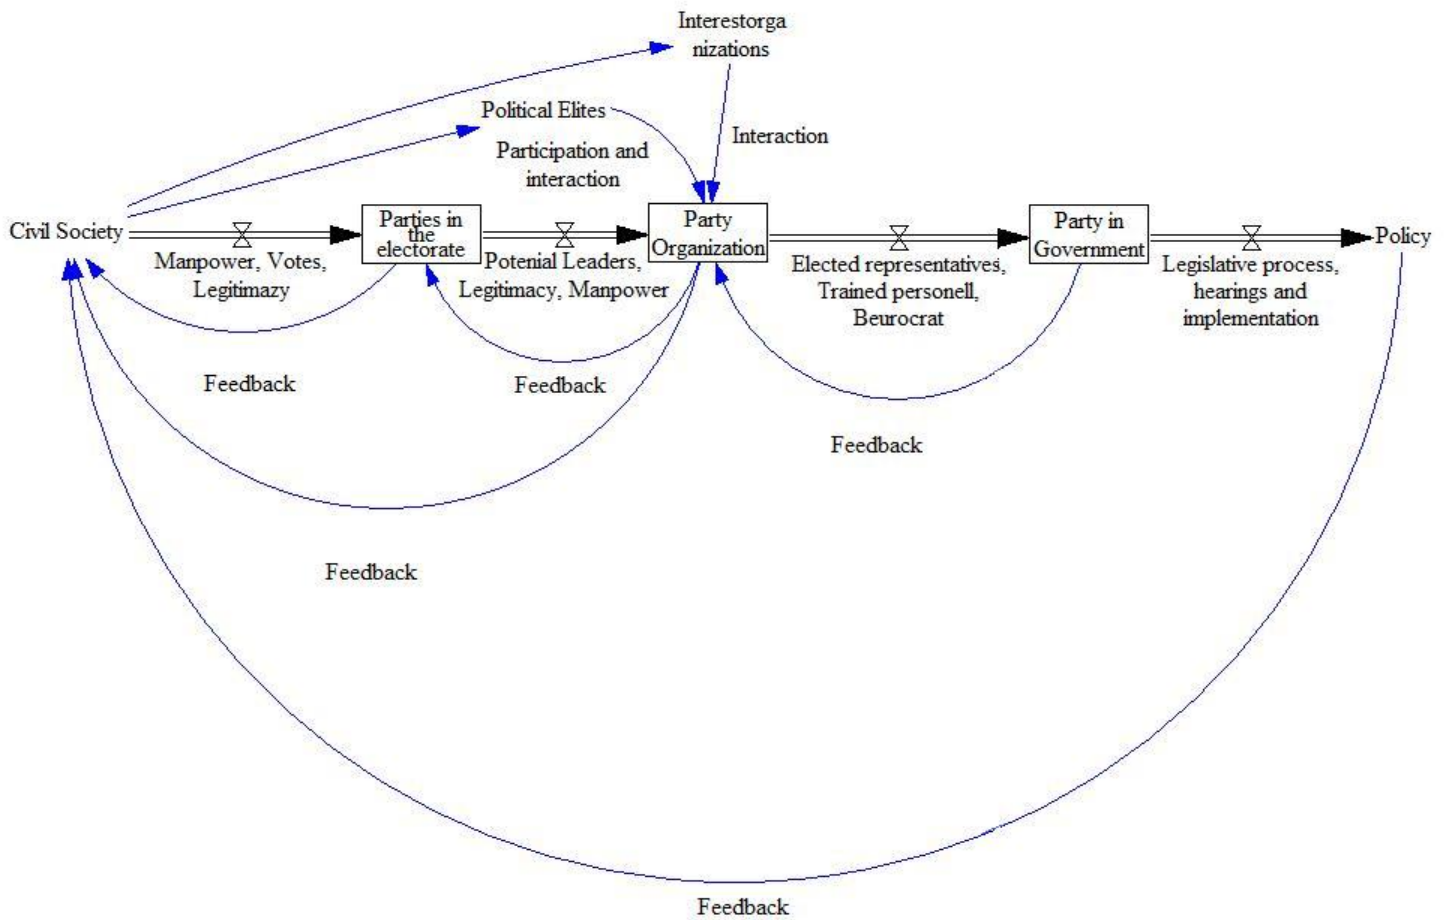 Interestorga
nizations
Political Elites
Interaction
Participation and
interaction
Civil Society
Parties in
the
electorate
Party
Organization
Party in
Government
Policy
Manpower, Votes,
Legitimazy
Potenial Leaders,
Legitimacy, Manpower
Elected representatives,
Trained personell,
Beurocrat
Legislative process,
hearings and
implementation
Feedback
Feedback
Feedback
Feedback
Feedback